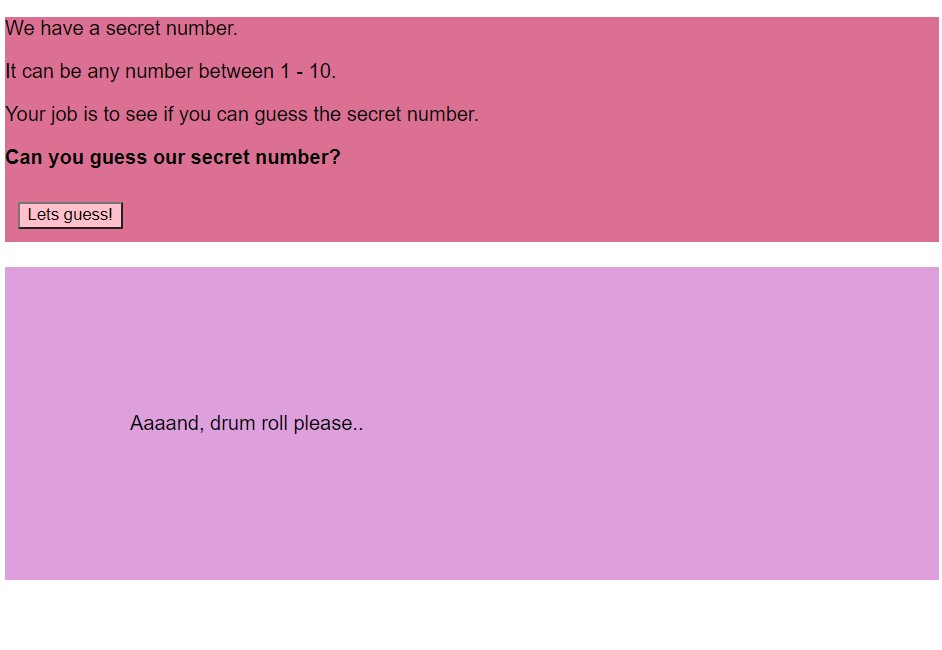 We have a secret number.
It can be any number between 1 - 10.
Your job is to see if you can guess the secret number.
Can you guess our secret number?
Lets guess!
Aaaand, drum roll please..